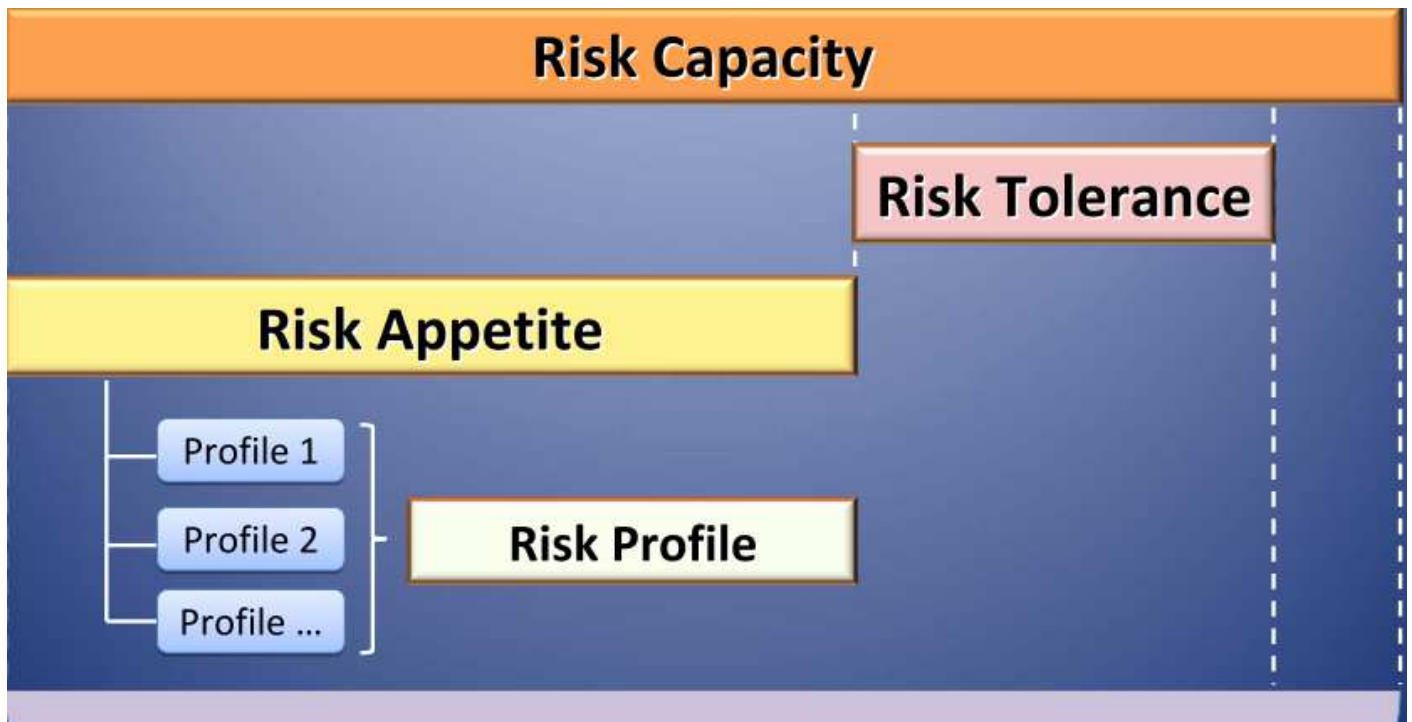 Risk Capacity
Risk Tolerance
Risk Appetite
Profile 1
Profile 2
Risk Profile
Profile ...